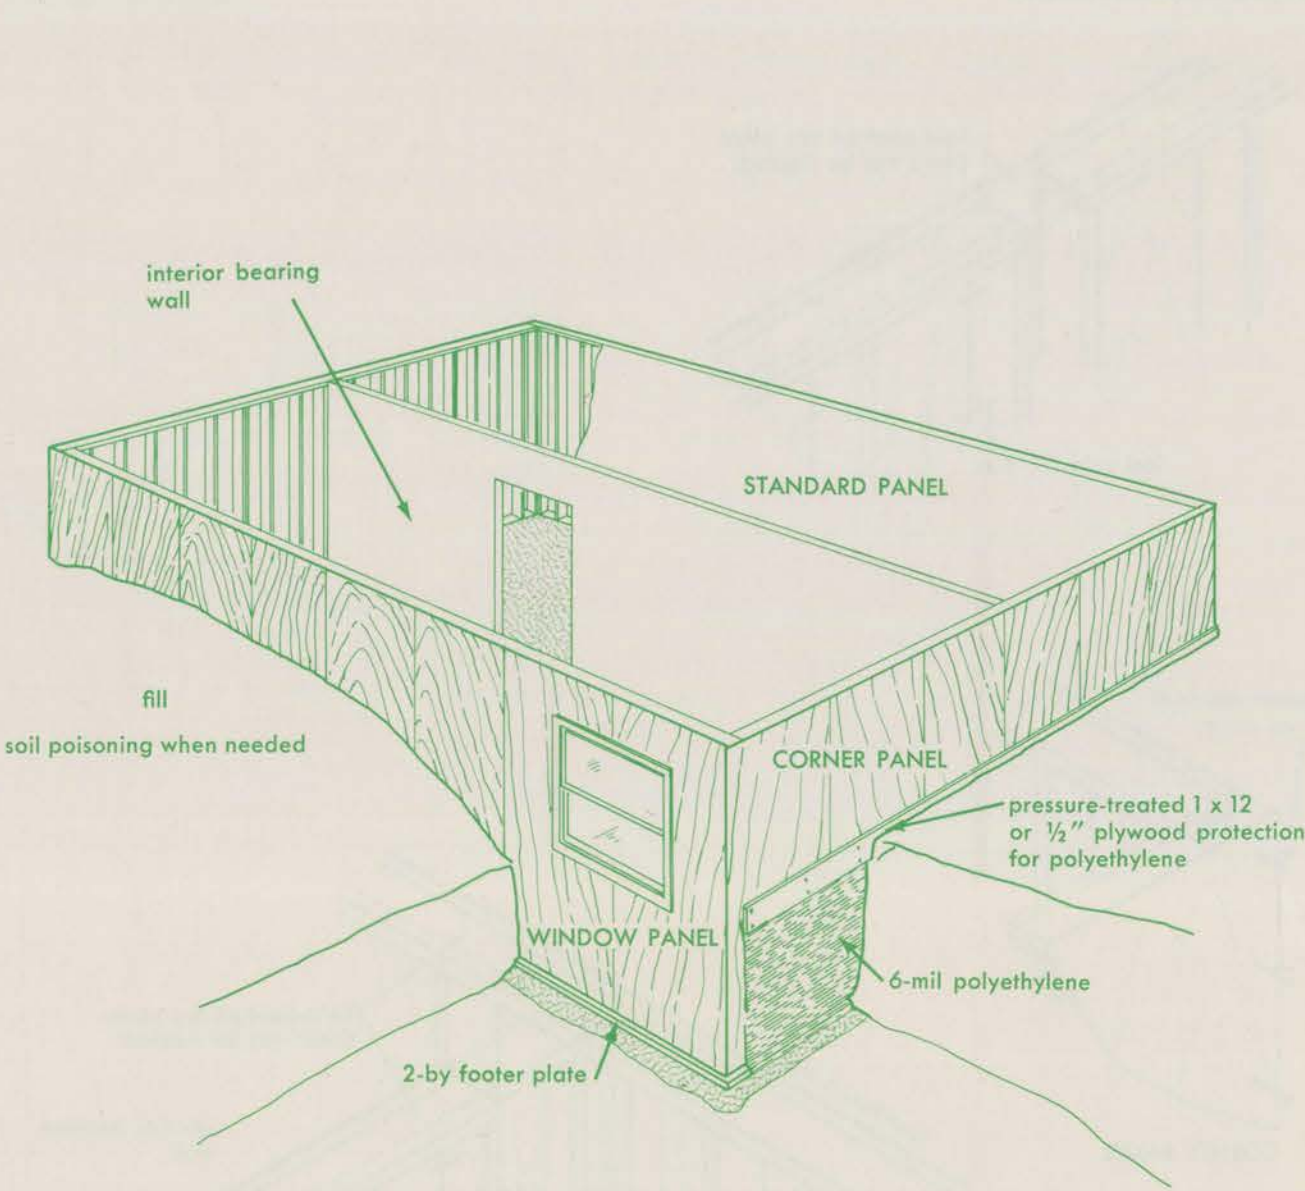 interior bearing
wall
STANDARD PANEL
fill
soil poisoning when needed
CORNER PANEL
pressure-treated 1 x 12
or ½" plywood protection
for polyethylene
WINDOW PANEL
6-mil polyethylene
2-by footer plate